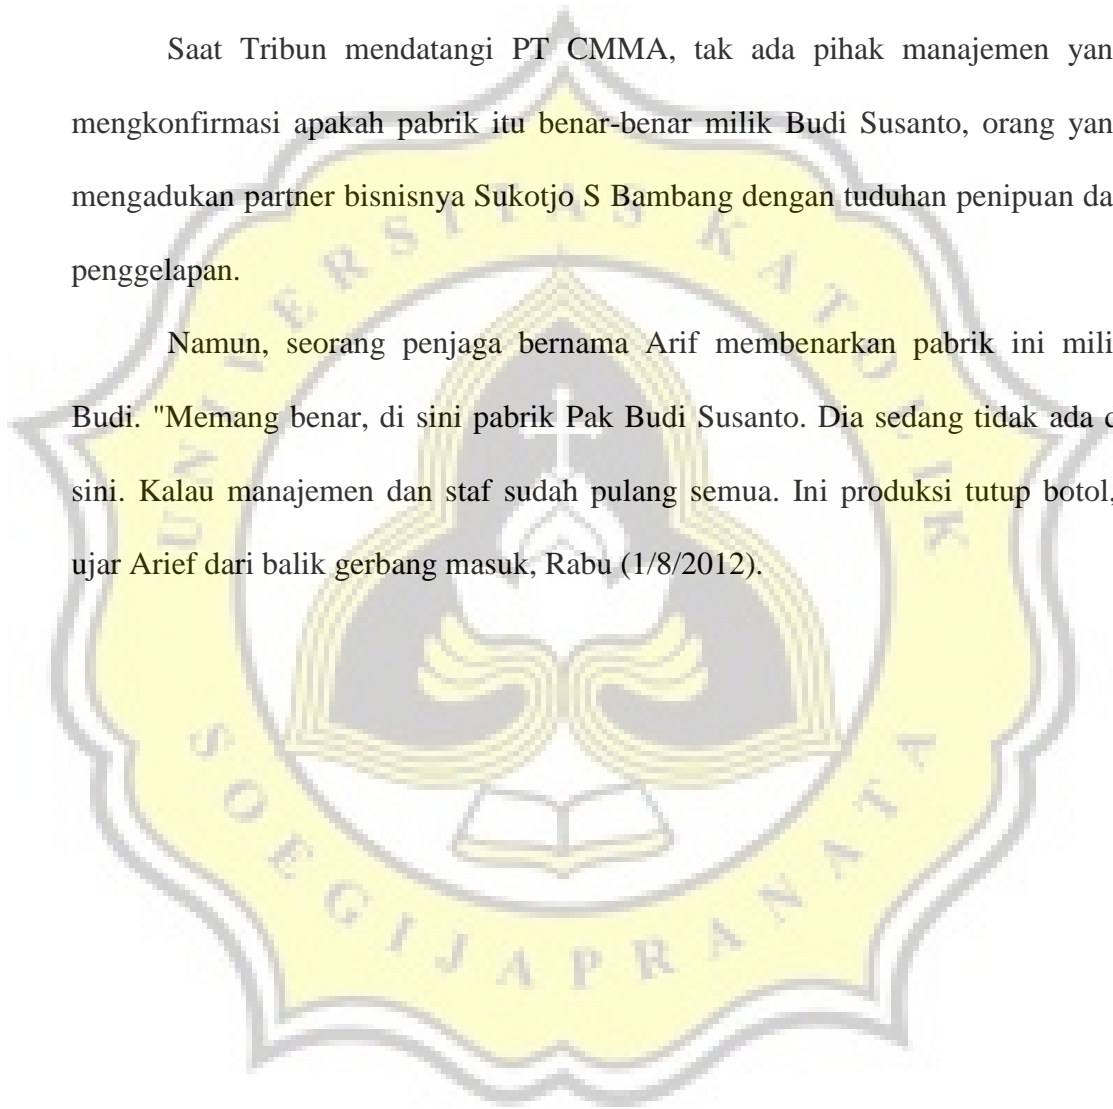 Saat Tribun mendatangi PT CMMA, tak ada pihak manajemen yan
mengkonfirmasi apakah pabrik itu benar-benar milik Budi Susanto, orang yan
mengadukan partner bisnisnya Sukotjo S Bambang dengan tuduhan penipuan da
penggelapan.
Namun, seorang penjaga bernama Arif membenarkan pabrik ini mili
Budi. "Memang benar, di sini pabrik Pak Budi Susanto. Dia sedang tidak ada d
sini. Kalau manajemen dan staf sudah pulang semua. Ini produksi tutup botol,
ujar Arief dari balik gerbang masuk, Rabu (1/8/2012).
UNIVERSITAS KATOLIK
SOEGIJAPRANATA